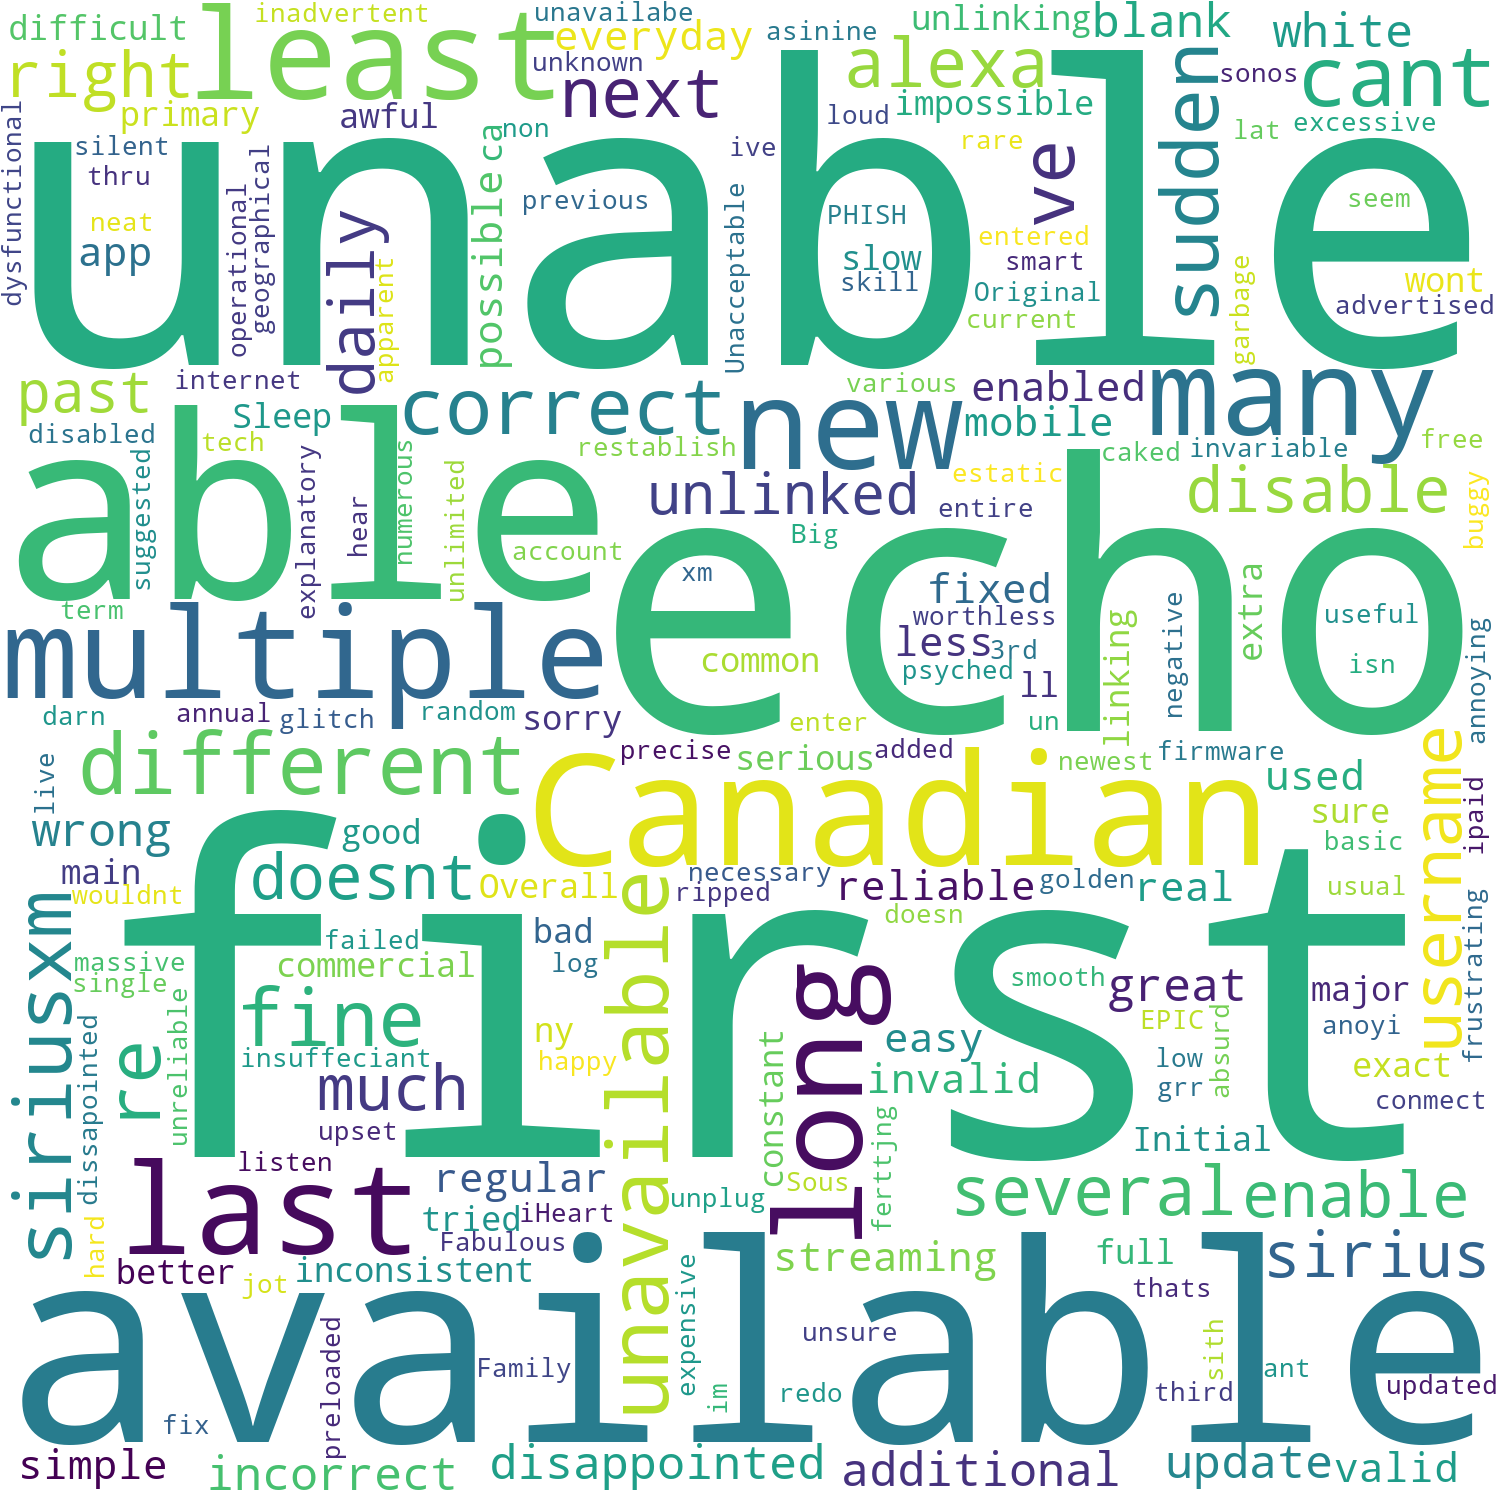 difficult
least
inadvertent
unavailabe
everyday
asinine
unlinking
blank
white
right
unknown
next
alexa
sudden
sonos
cant
primary
awful
non
loud
impossible
lat
excessive
dysfunctional
silent
unable
possible
ca
ive
rare
ve
thru
operational
geographical
daily
previous
Unacceptable
PHISH
seem
neat
app
apparent
slow
entered
smart
wont
skill
Original
garbage
advertised
current
past
internet
correct
new
various
enabled
many
Sleep
mobile
disabled
tech
restablish
caked
invariable
free
able
suggested
explanatory
hear
numerous
unlimited
unlinked
estatic
entire
disable
buggy
Big
account
echo
xm
fixed
term
multiple
worthless
less
3rd
linking
negative
extra
useful
common
psyched
ll
isn
annoying
darn
annual
glitch
random
sorry
enter
un
different
precise
serious
added
newest
firmware
live
Canadian
used
username
ipaid
wrong
good
sure
basic
main
doesnt
Overall
necessary
ripped
reliable
golden
real
usual
wouldnt
first
unavailable
doesn
siriusxm
failed
bad
frustrating
massive
commercial
log
long
smooth
great
major
single
re
fine
unreliable
ny
EPIC
anoyi
dissapointed
insuffeciant
happy
constant
easy
low
absurd
exact
much
invalid
grr
conmect
upset
ferttjng
Initial
last
listen
regular
unplug
Sous
several
enable
hard
tried
iHeart
Fabulous
better
jot
inconsistent
streaming
full
sirius
available
expensive
thats
preloaded
unsure
sith
Family
im
redo
third
ant
updated
fix
simple
incorrect
disappointed
additional
update
valid